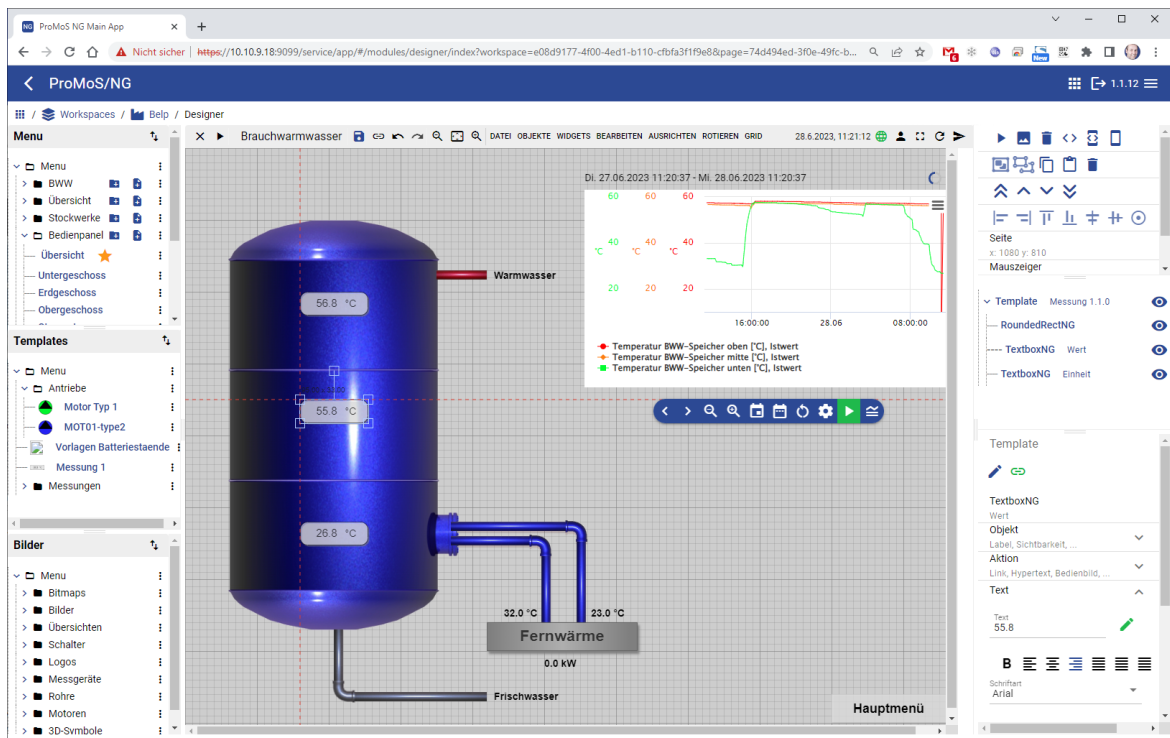 NG ProMoS NG Main App
Nicht sicher | https://10.10.9.18:9099/service/app/#/modules/designer/index?workspace=e08d9177-4f00-4ed1-b110-cfbfa3f1f9e8&page=74d494ed-3f0e-49fc-b...
6
New
ProMoS/NG
1.1.12
/ Workspaces / Belp / Designer
Menu
Menu
BWW
Übersicht
Stockwerke
Bedienpanel
Übersicht
Untergeschoss
Erdgeschoss
Obergeschoss
Templates
Menu
Antriebe
Motor Typ 1
MOT01-type2
Vorlagen Batteriestaende
Messung 1
Messungen
Bilder
Menu
Bitmaps
Bilder
Übersichten
Schalter
Logos
Messgeräte
Rohre
Motoren
3D-Symbole
Brauchwarmwasser
DATEI OBJEKTE WIDGETS BEARBEITEN AUSRICHTEN ROTIEREN GRID
28.6.2023, 11:21:12
Di. 27.06.2023 11:20:37 - Mi. 28.06.2023 11:20:37
60 60 60
40 40 40
°C °C °C
20 20 20
16:00:00 28.06 08:00:00
Temperatur BWW-Speicher oben [°C], Istwert
Temperatur BWW-Speicher mitte [°C], Istwert
Temperatur BWW-Speicher unten [°C], Istwert
Warmwasser
56.8 °C
55.8 °C
26.8 °C
32.0 °C 23.0 °C
Fernwärme
0.0 kW
Frischwasser
Hauptmenü
Seite
x: 1080 y: 810
Mauszeiger
Template Messung 1.1.0
RoundedRectNG
TextboxNG Wert
TextboxNG Einheit
Template
TextboxNG
Wert
Objekt
Label, Sichtbarkeit, ...
Aktion
Link, Hypertext, Bedienbild, ...
Text
Text
55.8
B
Schriftart
Arial